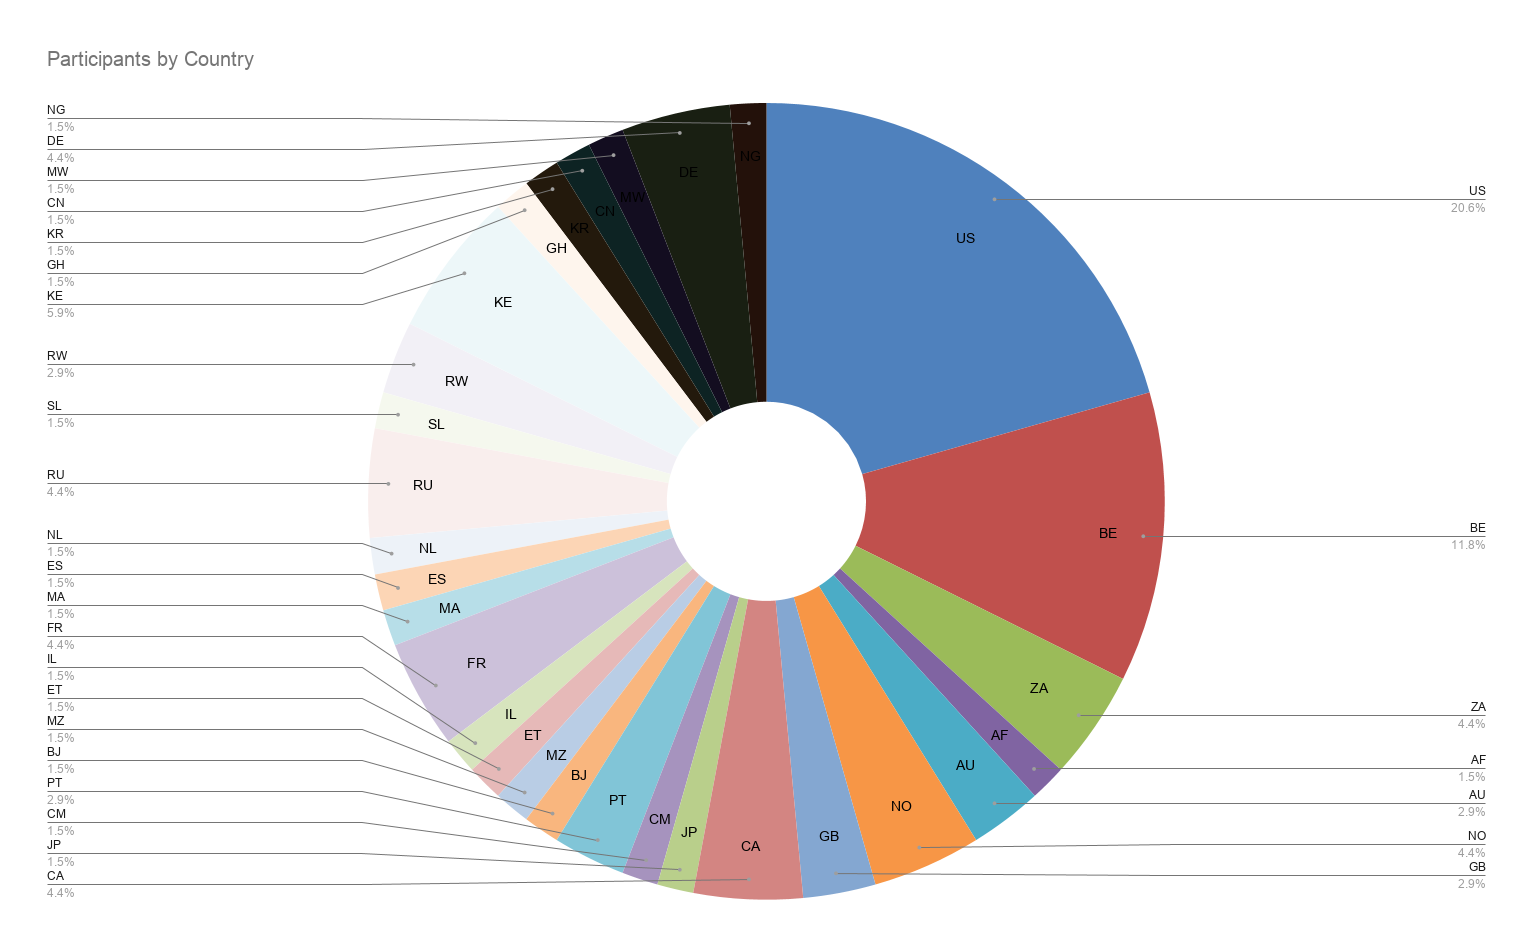 Participants by Country
NG
1.5%
DE
4.4%
MW
1.5%
CN
1.5%
KR
1.5%
GH
1.5%
KE
5.9%
RW
2.9%
SL
1.5%
RU
4.4%
NL
1.5%
ES
1.5%
MA
1.5%
FR
4.4%
IL
1.5%
ET
1.5%
MZ
1.5%
BJ
1.5%
PT
2.9%
CM
1.5%
JP
1.5%
CA
4.4%
NG
DE
MW
CN
KR
GH
KE
RW
SL
RU
NL
ES
MA
FR
IL
ET
MZ
BJ
PT
CM
JP
CA
GB
NO
AU
AF
ZA
BE
US
US
20.6%
BE
11.8%
ZA
4.4%
AF
1.5%
AU
2.9%
NO
4.4%
GB
2.9%